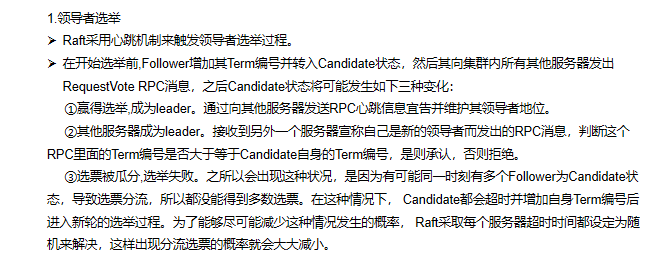 1.领导者选举
➢ Raft采用心跳机制来触发领导者选举过程。
➢ 在开始选举前,Follower增加其Term编号并转入Candidate状态，然后其向集群内所有其他服务器发出
RequestVote RPC消息，之后Candidate状态将可能发生如下三种变化：
①赢得选举,成为leader。通过向其他服务器发送RPC心跳信息宣告并维护其领导者地位。
②其他服务器成为leader。接收到另外一个服务器宣称自己是新的领导者而发出的RPC消息，判断这个
RPC里面的Term编号是否大于等于Candidate自身的Term编号，是则承认，否则拒绝。
③选票被瓜分,选举失败。之所以会出现这种状况，是因为有可能同一时刻有多个Follower为Candidate状
态，导致选票分流，所以都没能得到多数选票。在这种情况下， Candidate都会超时并增加自身Term编号后
进入新轮的选举过程。为了能够尽可能减少这种情况发生的概率， Raft采取每个服务器超时时间都设定为随
机来解决，这样出现分流选票的概率就会大大减小。